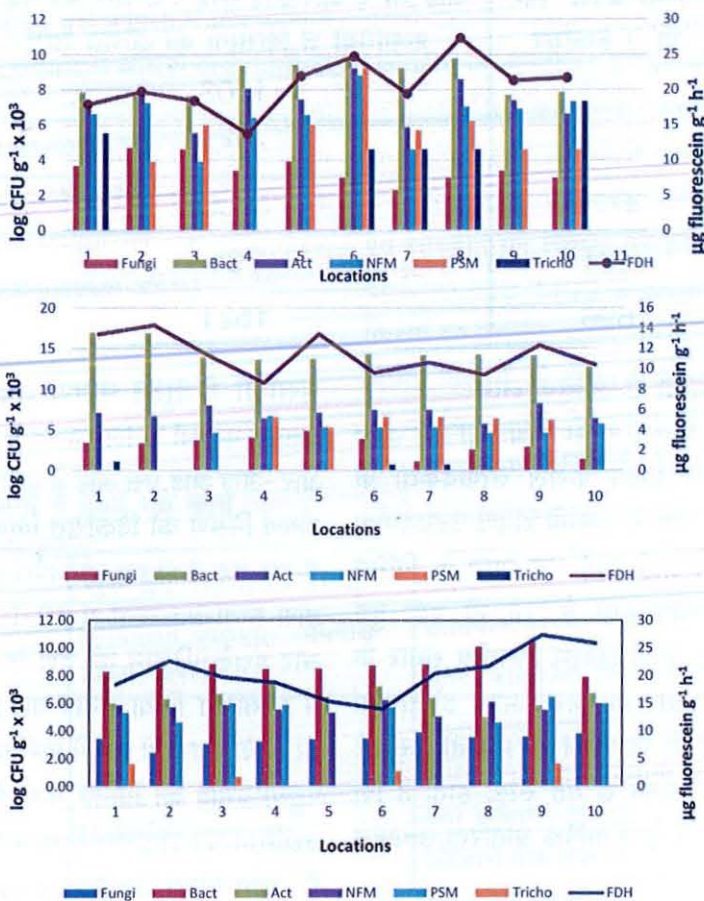 12
10
8
6
4
2
0
log CFU g⁻¹ x 10³
30
25
20
15
10
5
0
µg fluorescein g⁻¹ h⁻¹
1 2 3 4 5 6 7 8 9 10 11
Fungi Bact Act NFM PSM Tricho FDH
Locations
20
15
10
5
0
log CFU g⁻¹ x 10³
16
14
12
10
8
6
4
2
0
µg fluorescein g⁻¹ h⁻¹
1 2 3 4 5 6 7 8 9 10
Locations
Fungi Bact Act NFM PSM Tricho FDH
12.00
10.00
8.00
6.00
4.00
2.00
0.00
log CFU g⁻¹ x 10³
30
25
20
15
10
5
0
µg fluorescein g⁻¹ h⁻¹
1 2 3 4 5 6 7 8 9 10
Locations
Fungi Bact Act NFM PSM Tricho FDH